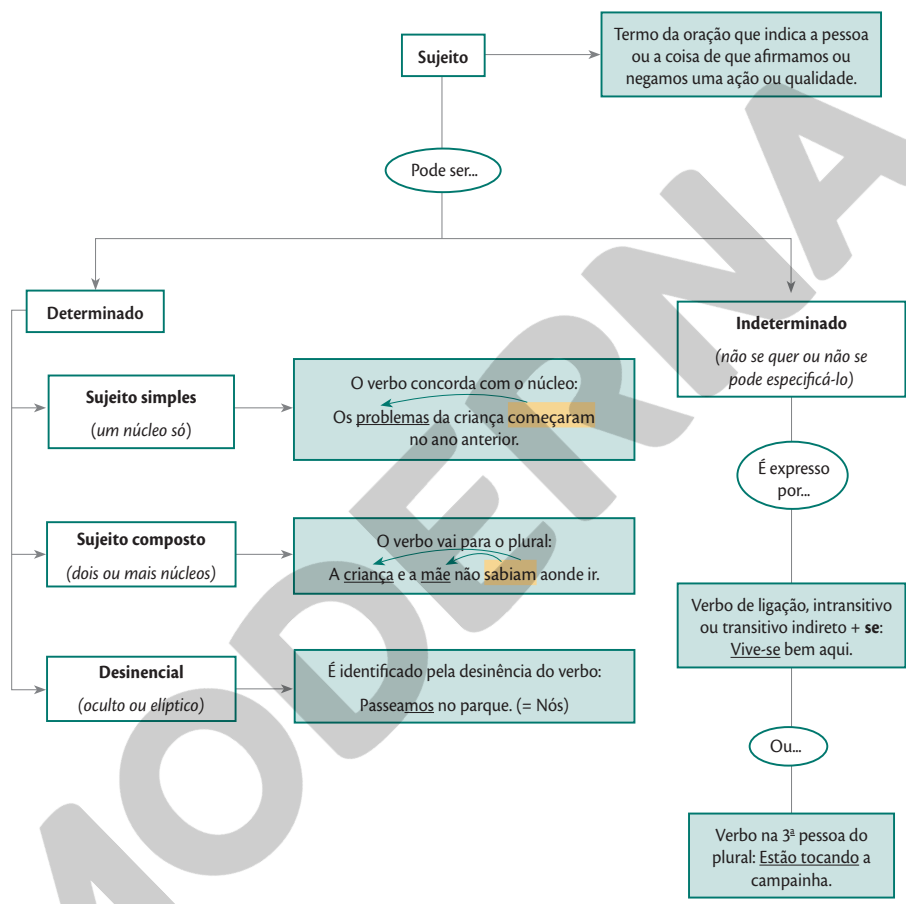 Sujeito
Termo da oração que indica a pessoa
ou a coisa de que afirmamos ou
negamos uma ação ou qualidade.
Pode ser...
Determinado
Sujeito simples
(um núcleo só)
O verbo concorda com o núcleo:
Os problemas da criança começaram
no ano anterior.
Sujeito composto
(dois ou mais núcleos)
O verbo vai para o plural:
A criança e a mãe não sabiam aonde ir.
Desinencial
(oculto ou elíptico)
É identificado pela desinência do verbo:
Passeamos no parque. (= Nós)
Indeterminado
(não se quer ou não se
pode especificá-lo)
É expresso
por...
Verbo de ligação, intransitivo
ou transitivo indireto + se:
Vive-se bem aqui.
Ou...
Verbo na 3ª pessoa do
plural: Estão tocando a
campainha.
MODERNA